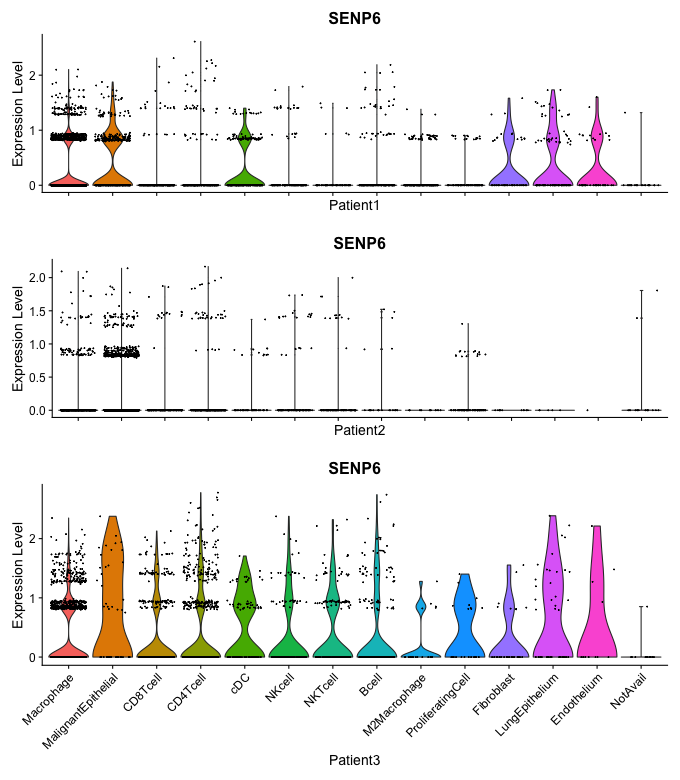 SENP6
Expression Level
2
1
0
Patient1
SENP6
Expression Level
2.0
1.5
1.0
0.5
0.0
Patient2
SENP6
Expression Level
2
1
0
Macrophage
MalignantEpithelial
CD8Tcell
CD4Tcell
cDC
NKcell
NKTcell
Bcell
M2Macrophage
ProliferatingCell
Fibroblast
LungEpithelium
Endothelium
NotAvail
Patient3